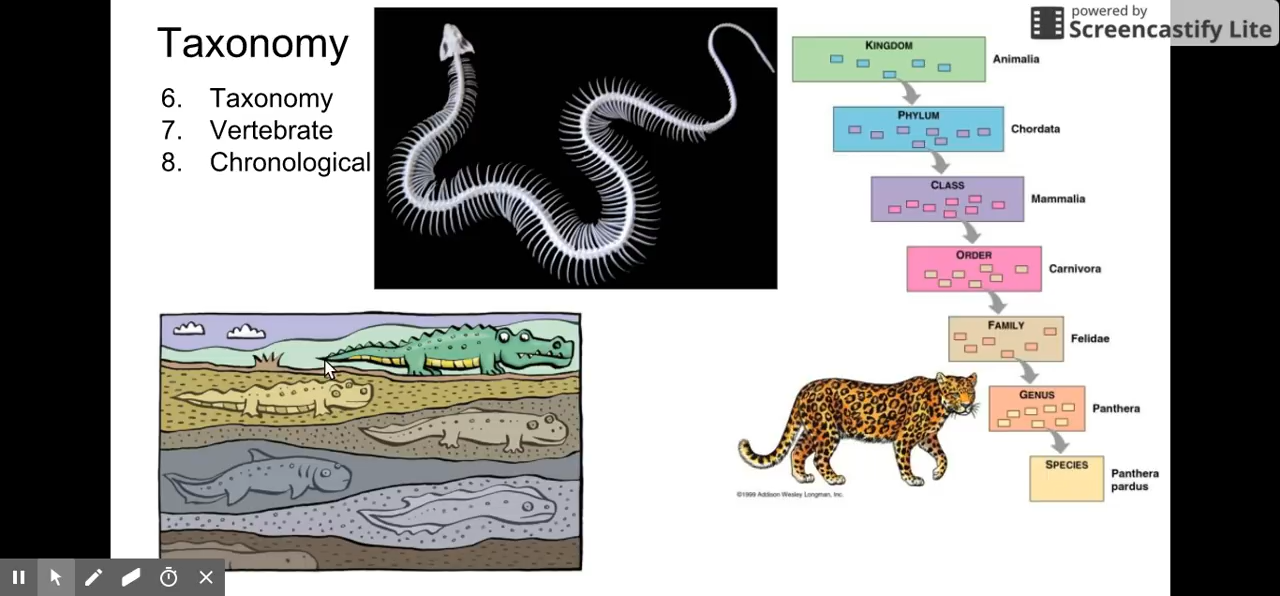 Taxonomy
6. Taxonomy
7. Vertebrate
8. Chronological
powered by
Screencastify Lite
KINGDOM
Animalia
PHYLUM
Chordata
CLASS
Mammalia
ORDER
Carnivora
FAMILY
Felidae
GENUS
Panthera
SPECIES
Panthera
pardus
©1999 Addison Wesley Longman, Inc.